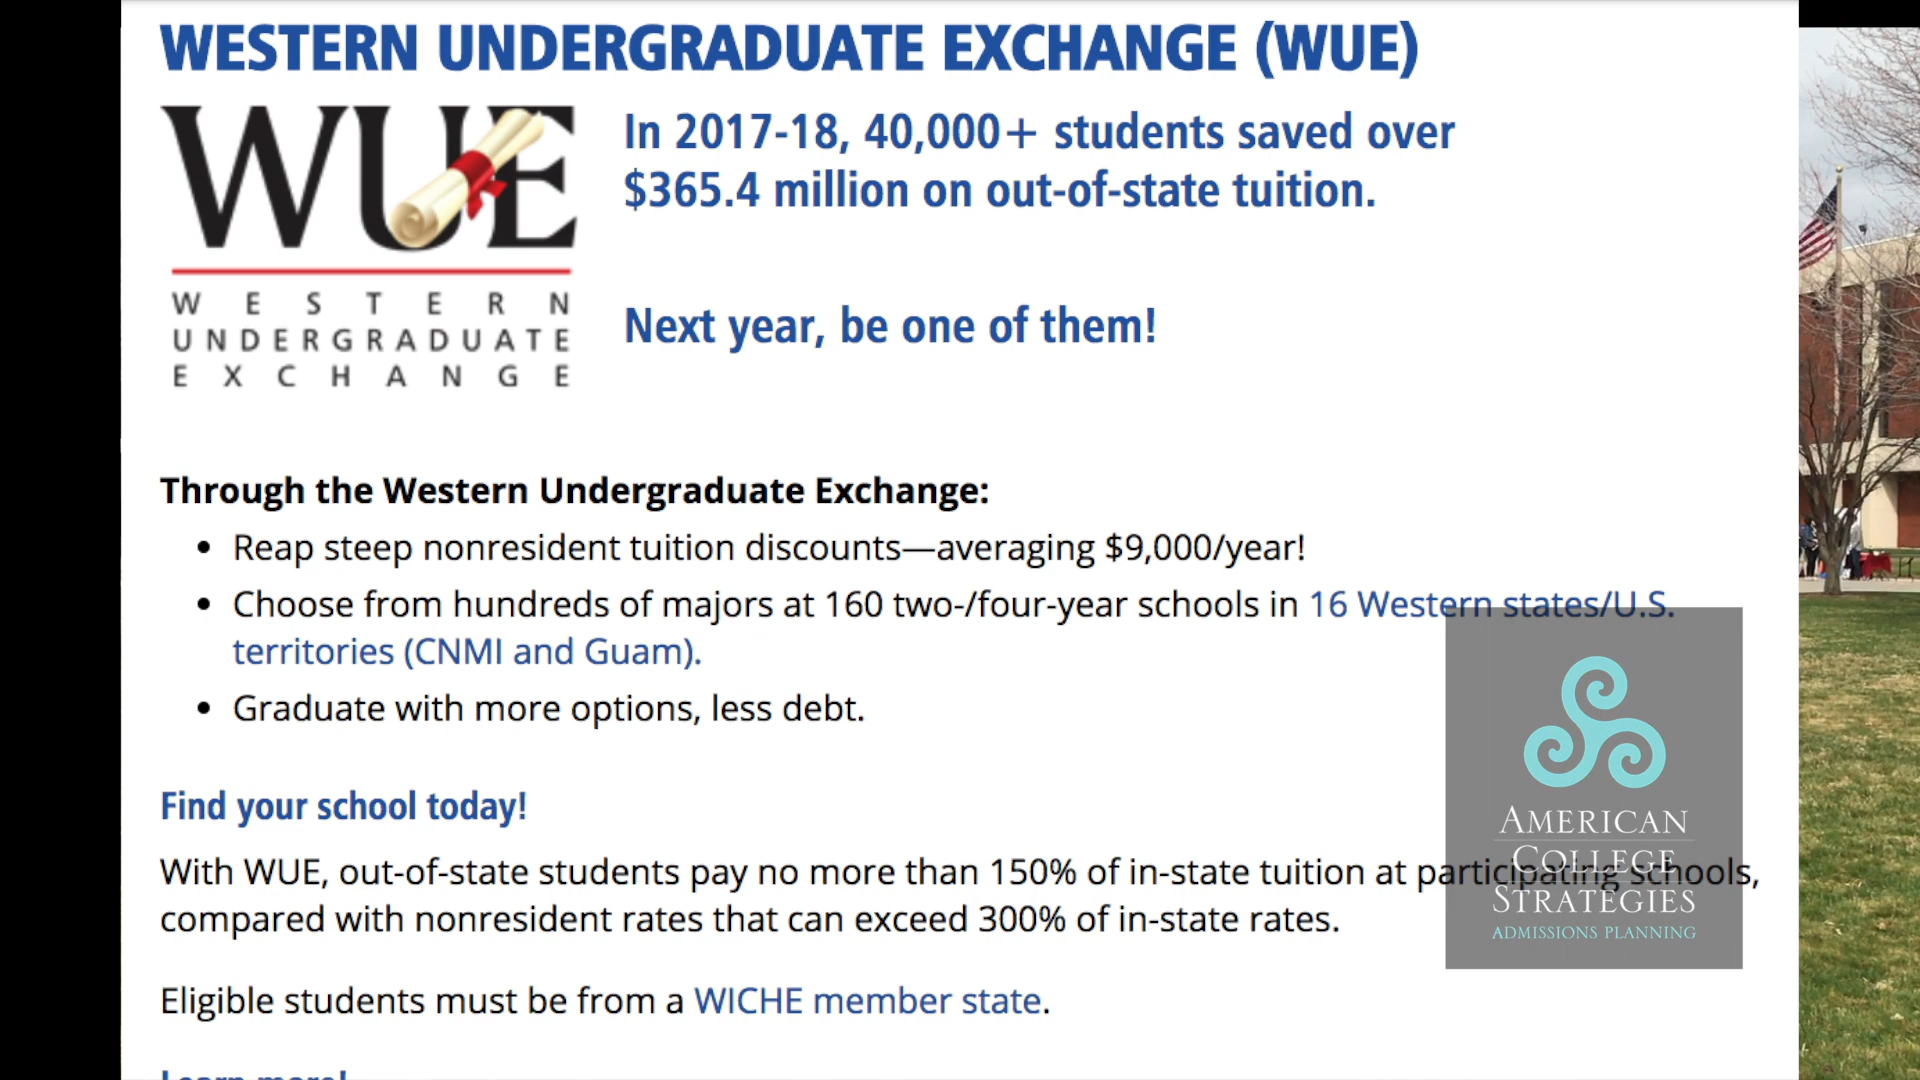 WESTERN UNDERGRADUATE EXCHANGE (WUE)
WUE
WESTERN
UNDERGRADUATE
EXCHANGE
In 2017-18, 40,000+ students saved over
$365.4 million on out-of-state tuition.
Next year, be one of them!
Through the Western Undergraduate Exchange:
• Reap steep nonresident tuition discounts—averaging $9,000/year!
• Choose from hundreds of majors at 160 two-/four-year schools in 16 Western states/U.S.
territories (CNMI and Guam).
• Graduate with more options, less debt.
Find your school today!
With WUE, out-of-state students pay no more than 150% of in-state tuition at participating schools,
compared with nonresident rates that can exceed 300% of in-state rates.
Eligible students must be from a WICHE member state.
Learn more!
AMERICAN
COLLEGE
STRATEGIES
ADMISSIONS PLANNING